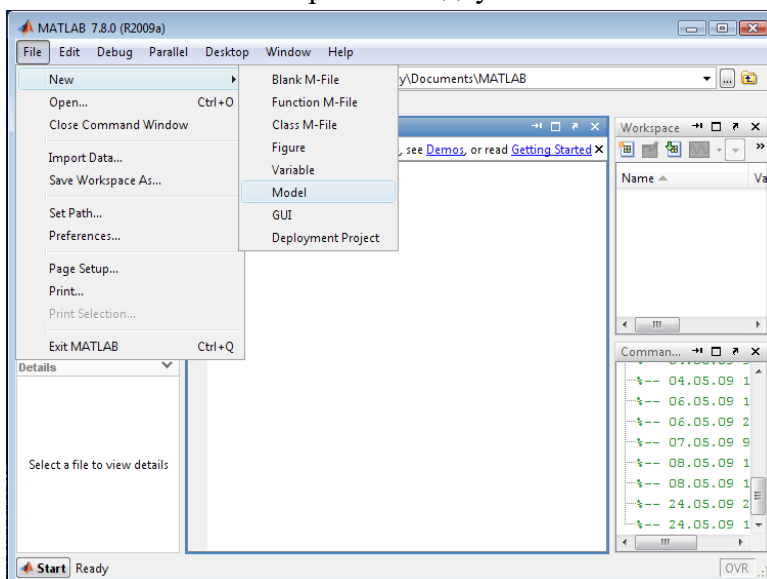 MATLAB 7.8.0 (R2009a)
File Edit Debug Parallel Desktop Window Help
New
Open... Ctrl+O
Close Command Window
Import Data...
Save Workspace As...
Set Path...
Preferences...
Page Setup...
Print...
Print Selection...
Exit MATLAB Ctrl+Q
Blank M-File
Function M-File
Class M-File
Figure
Variable
Model
GUI
Deployment Project
y\Documents\MATLAB
, see Demos, or read Getting Started
Workspace
Name Va
Details
Select a file to view details
Comman...
%-- 04.05.09 1
%-- 06.05.09 1
%-- 06.05.09 2
%-- 07.05.09 9
%-- 08.05.09 1
%-- 08.05.09 1
%-- 24.05.09 2
%-- 24.05.09 1
Start Ready
OVR